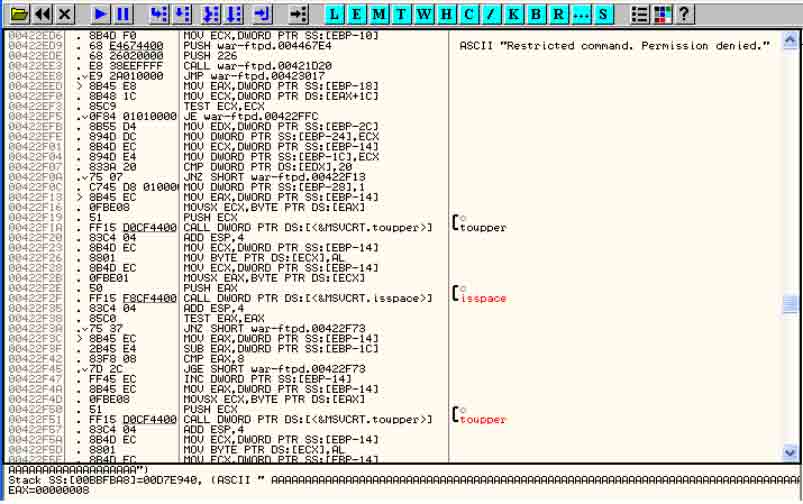 L E M T W H C / K B R ... S ?
00422ED6 . 8B4D F0 MOV ECX,DWORD PTR SS:[EBP-10]
00422ED9 . 68 E4674400 PUSH war-ftpd.004467E4 ASCII "Restricted command. Permission denied."
00422EDE . 68 26020000 PUSH 226
00422EE3 . E8 38EEFFFF CALL war-ftpd.00421D20
00422EE8 .vE9 2A010000 JMP war-ftpd.00423017
00422EED > 8B45 E8 MOV EAX,DWORD PTR SS:[EBP-18]
00422EF0 . 8B48 1C MOV ECX,DWORD PTR DS:[EAX+1C]
00422EF3 . 85C9 TEST ECX,ECX
00422EF5 .v0F84 01010000 JE war-ftpd.00422FFC
00422EFB . 8B55 D4 MOV EDX,DWORD PTR SS:[EBP-2C]
00422EFE . 894D DC MOV DWORD PTR SS:[EBP-24],ECX
00422F01 . 8B4D EC MOV ECX,DWORD PTR SS:[EBP-14]
00422F04 . 894D E4 MOV DWORD PTR SS:[EBP-1C],ECX
00422F07 . 833A 20 CMP DWORD PTR DS:[EDX],20
00422F0A .v75 07 JNZ SHORT war-ftpd.00422F13
00422F0C . C745 D8 01000 MOV DWORD PTR SS:[EBP-28],1
00422F13 > 8B45 EC MOV EAX,DWORD PTR SS:[EBP-14]
00422F16 . 0FBE08 MOVSX ECX,BYTE PTR DS:[EAX]
00422F19 . 51 PUSH ECX
00422F1A . FF15 D0CF4400 CALL DWORD PTR DS:[<&MSVCRT.toupper>] toupper
00422F20 . 83C4 04 ADD ESP,4
00422F23 . 8B4D EC MOV ECX,DWORD PTR SS:[EBP-14]
00422F26 . 8801 MOV BYTE PTR DS:[ECX],AL
00422F28 . 8B4D EC MOV ECX,DWORD PTR SS:[EBP-14]
00422F2B . 0FBE01 MOVSX EAX,BYTE PTR DS:[ECX]
00422F2E . 50 PUSH EAX
00422F2F . FF15 F8CF4400 CALL DWORD PTR DS:[<&MSVCRT.isspace>] isspace
00422F35 . 83C4 04 ADD ESP,4
00422F38 . 85C0 TEST EAX,EAX
00422F3A .v75 37 JNZ SHORT war-ftpd.00422F73
00422F3C > 8B45 EC MOV EAX,DWORD PTR SS:[EBP-14]
00422F3F . 2B45 E4 SUB EAX,DWORD PTR SS:[EBP-1C]
00422F42 . 83F8 08 CMP EAX,8
00422F45 .v7D 2C JGE SHORT war-ftpd.00422F73
00422F47 . FF45 EC INC DWORD PTR SS:[EBP-14]
00422F4A . 8B45 EC MOV EAX,DWORD PTR SS:[EBP-14]
00422F4D . 0FBE08 MOVSX ECX,BYTE PTR DS:[EAX]
00422F50 . 51 PUSH ECX
00422F51 . FF15 D0CF4400 CALL DWORD PTR DS:[<&MSVCRT.toupper>] toupper
00422F57 . 83C4 04 ADD ESP,4
00422F5A . 8B4D EC MOV ECX,DWORD PTR SS:[EBP-14]
00422F5D . 8801 MOV BYTE PTR DS:[ECX],AL
00422F5F . 8B4D EC MOV ECX,DWORD PTR SS:[EBP-14]
AAAAAAAAAAAAAAAAAAAA")
Stack SS:[00BBFBA8]=00D7E940, (ASCII " AAAAAAAAAAAAAAAAAAAAAAAAAAAAAAAAAAAAAAAAAAAAAAAAAAAAAAAAAAAAAAAAAAAAAAAAAAAAAAAAAAAA
EAX=00000008